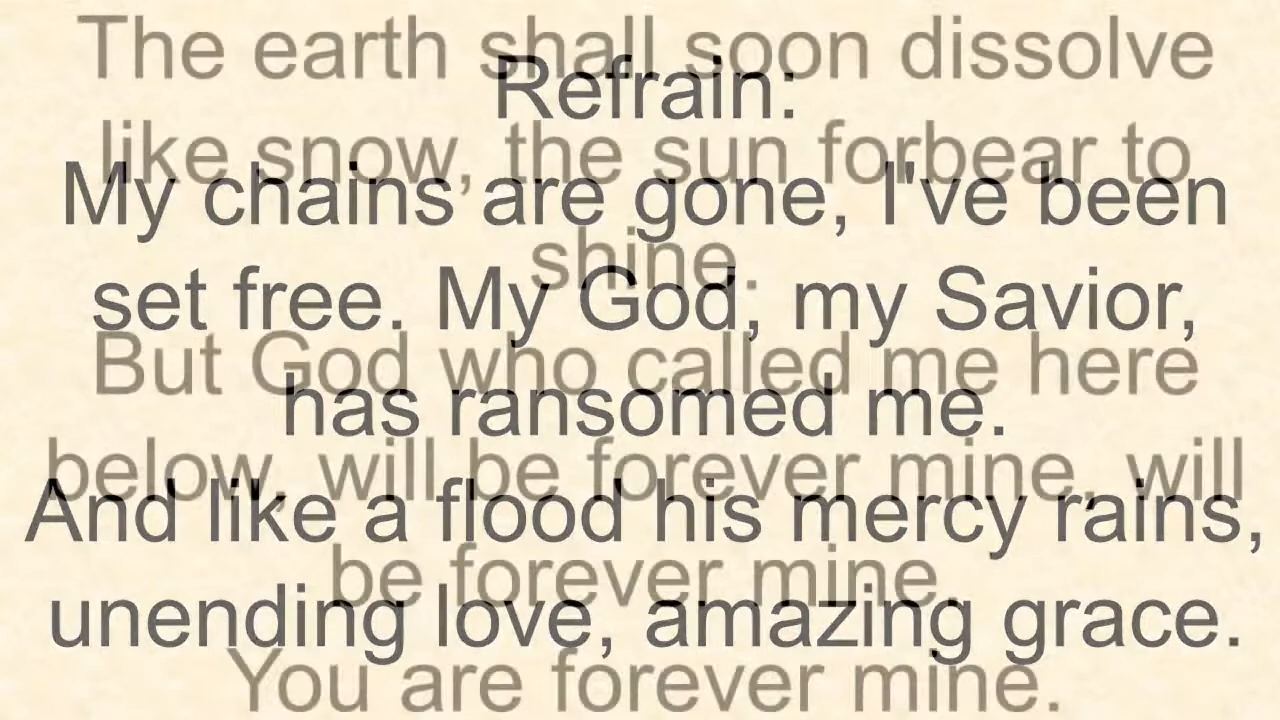 The earth shall soon dissolve
Refrain:
like snow, the sun forbear to
My chains are gone, I've been
shine.
set free. My God, my Savior,
But God who called me here
has ransomed me.
below, will be forever mine, will
And like a flood his mercy rains,
be forever mine.
unending love, amazing grace.
You are forever mine.